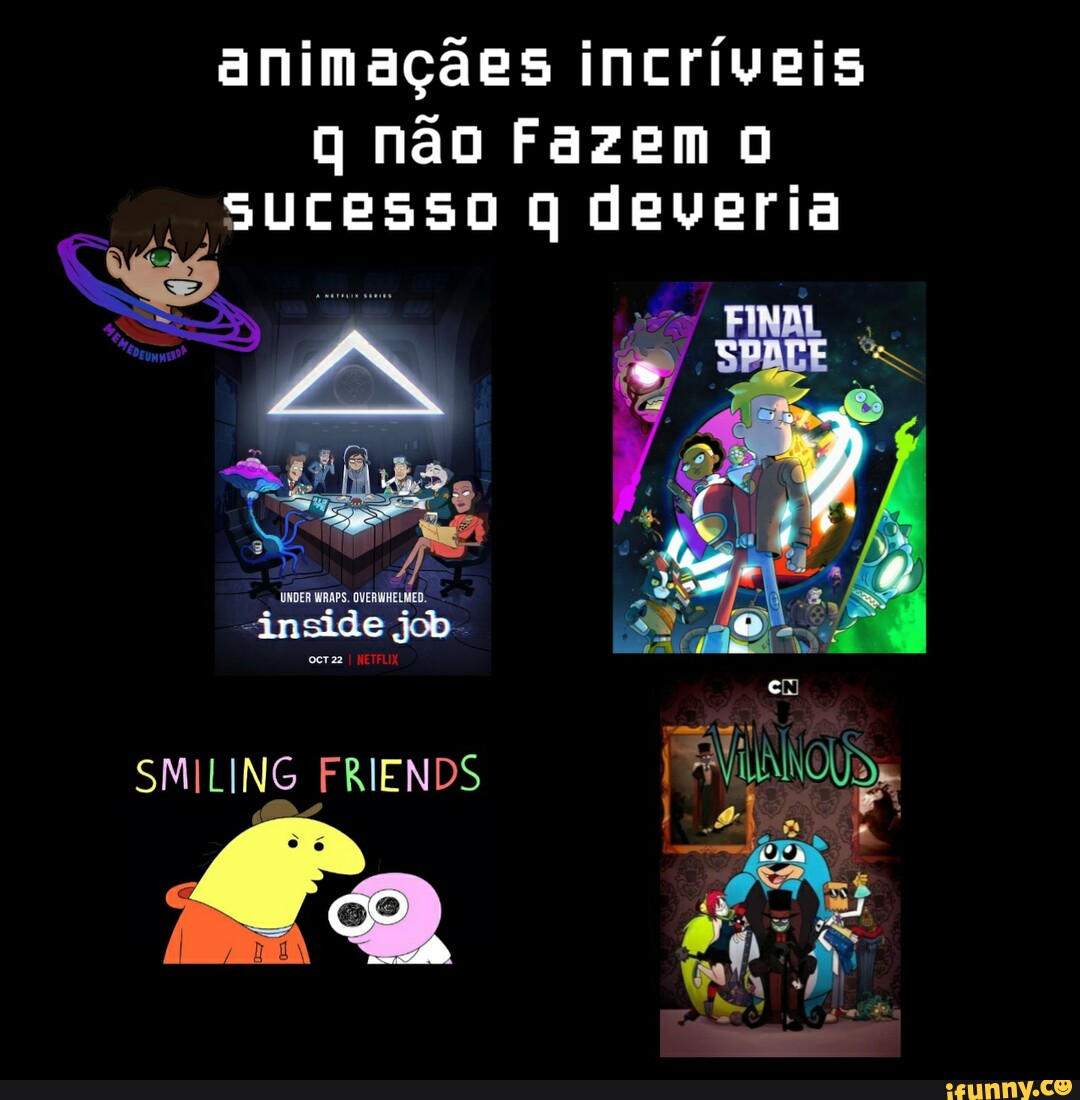 animaçães incríveis
q não Fazem o
sucesso q deveria
MEMEDEUMMERDA
A NETFLIX SERIES
UNDER WRAPS. OVERWHELMED.
inside job
OCT 22 | NETFLIX
FINAL
SPACE
SMILING FRIENDS
CN
VILLAINOUS
ifunny.co